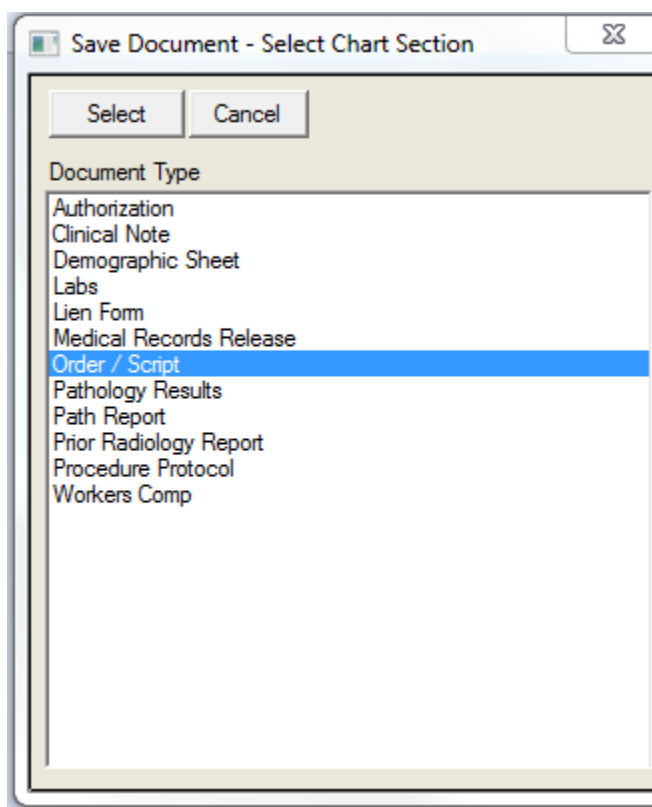 Save Document - Select Chart Section
Select Cancel
Document Type
Authorization
Clinical Note
Demographic Sheet
Labs
Lien Form
Medical Records Release
Order / Script
Pathology Results
Path Report
Prior Radiology Report
Procedure Protocol
Workers Comp